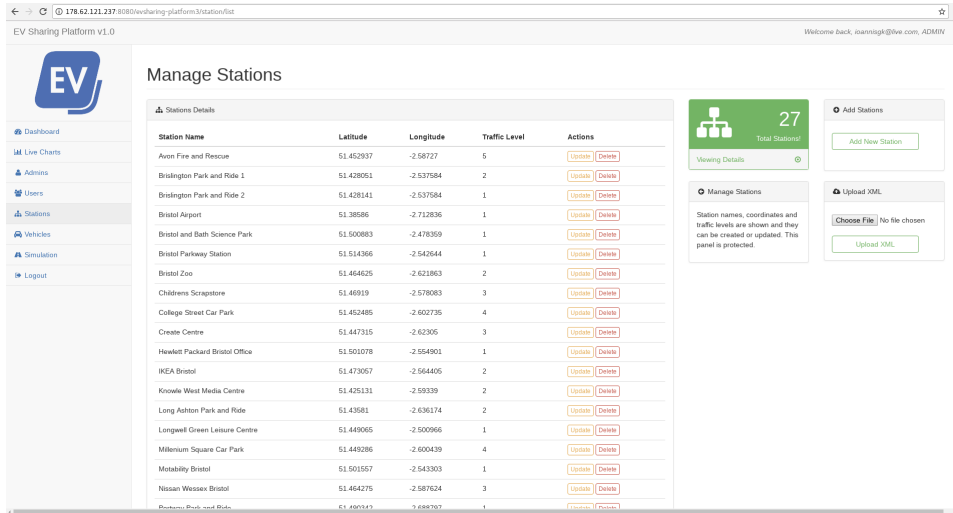 178.62.121.237:8080/evsharing-platform3/station/list
EV Sharing Platform v1.0
Welcome back, ioannisgk@live.com, ADMIN
EV
Dashboard
Live Charts
Admins
Users
Stations
Vehicles
Simulation
Logout
Manage Stations
Stations Details
Station Name Latitude Longitude Traffic Level Actions
Avon Fire and Rescue 51.452937 -2.58727 5 Update Delete
Brislington Park and Ride 1 51.428051 -2.537584 2 Update Delete
Brislington Park and Ride 2 51.428141 -2.537584 1 Update Delete
Bristol Airport 51.38586 -2.712836 1 Update Delete
Bristol and Bath Science Park 51.500883 -2.478359 1 Update Delete
Bristol Parkway Station 51.514366 -2.542644 1 Update Delete
Bristol Zoo 51.464625 -2.621863 2 Update Delete
Childrens Scrapstore 51.46919 -2.578083 3 Update Delete
College Street Car Park 51.452485 -2.602735 4 Update Delete
Create Centre 51.447315 -2.62305 3 Update Delete
Hewlett Packard Bristol Office 51.501078 -2.554901 1 Update Delete
IKEA Bristol 51.473057 -2.564405 2 Update Delete
Knowle West Media Centre 51.425131 -2.59339 2 Update Delete
Long Ashton Park and Ride 51.43581 -2.636174 2 Update Delete
Longwell Green Leisure Centre 51.449065 -2.500966 1 Update Delete
Millenium Square Car Park 51.449286 -2.600439 4 Update Delete
Motability Bristol 51.501557 -2.543303 1 Update Delete
Nissan Wessex Bristol 51.464275 -2.587624 3 Update Delete
Portway Park and Ride 51.490342 -2.688797 1 Update Delete
27
Total Stations!
Viewing Details
Add Stations
Add New Station
Manage Stations
Station names, coordinates and
traffic levels are shown and they
can be created or updated. This
panel is protected.
Upload XML
Choose File No file chosen
Upload XML